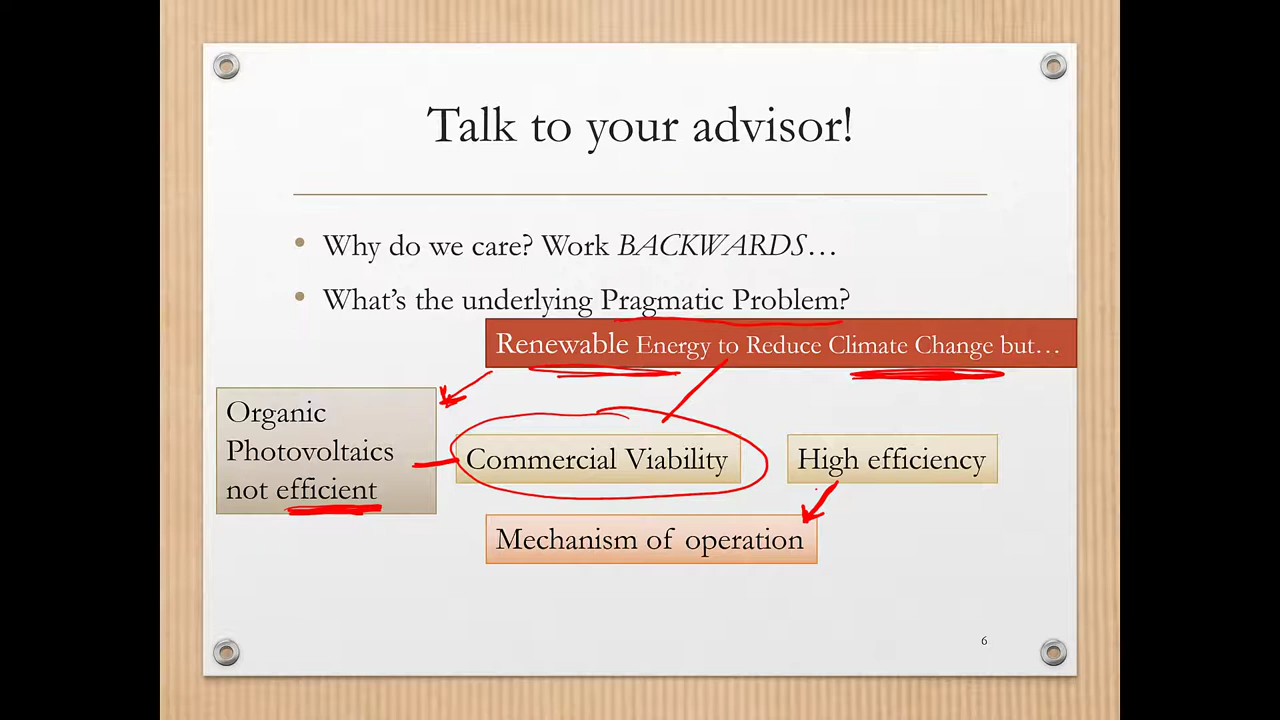 Talk to your advisor!
• Why do we care? Work BACKWARDS…
• What’s the underlying Pragmatic Problem?
Renewable Energy to Reduce Climate Change but…
Organic
Photovoltaics
not efficient
Commercial Viability
High efficiency
Mechanism of operation
6